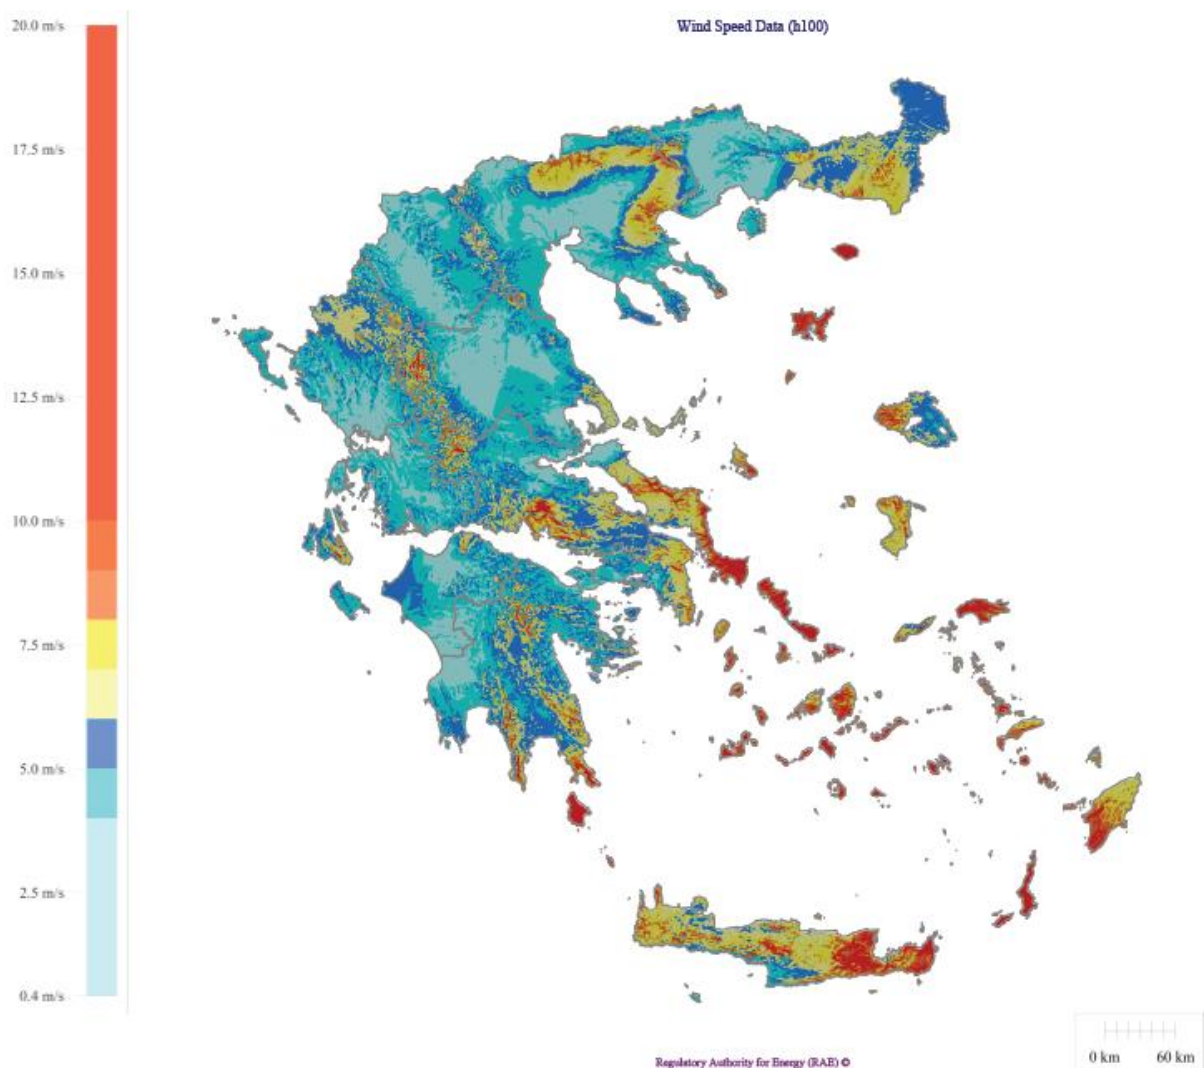 Wind Speed Data (h100)
20.0 m/s
17.5 m/s
15.0 m/s
12.5 m/s
10.0 m/s
7.5 m/s
5.0 m/s
2.5 m/s
0.4 m/s
0 km 60 km
Regulatory Authority for Energy (RAE) ©